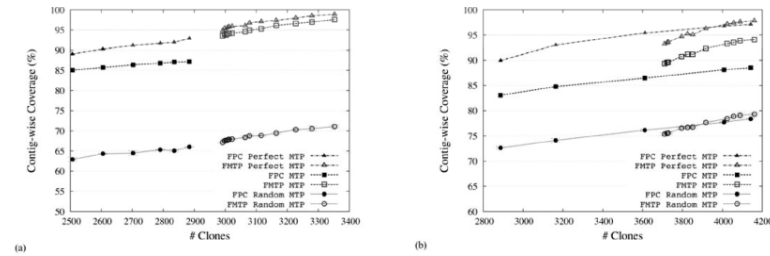 Contig-wise Coverage (%)
100
95
90
85
80
75
70
65
60
55
50
FPC Perfect MTP
FMTP Perfect MTP
FPC MTP
FMTP MTP
FPC Random MTP
FMTP Random MTP
2500 2600 2700 2800 2900 3000 3100 3200 3300 3400
# Clones
(a)
Contig-wise Coverage (%)
100
95
90
85
80
75
70
65
60
FPC Perfect MTP
FMTP Perfect MTP
FPC MTP
FMTP MTP
FPC Random MTP
FMTP Random MTP
2800 3000 3200 3400 3600 3800 4000 4200
# Clones
(b)